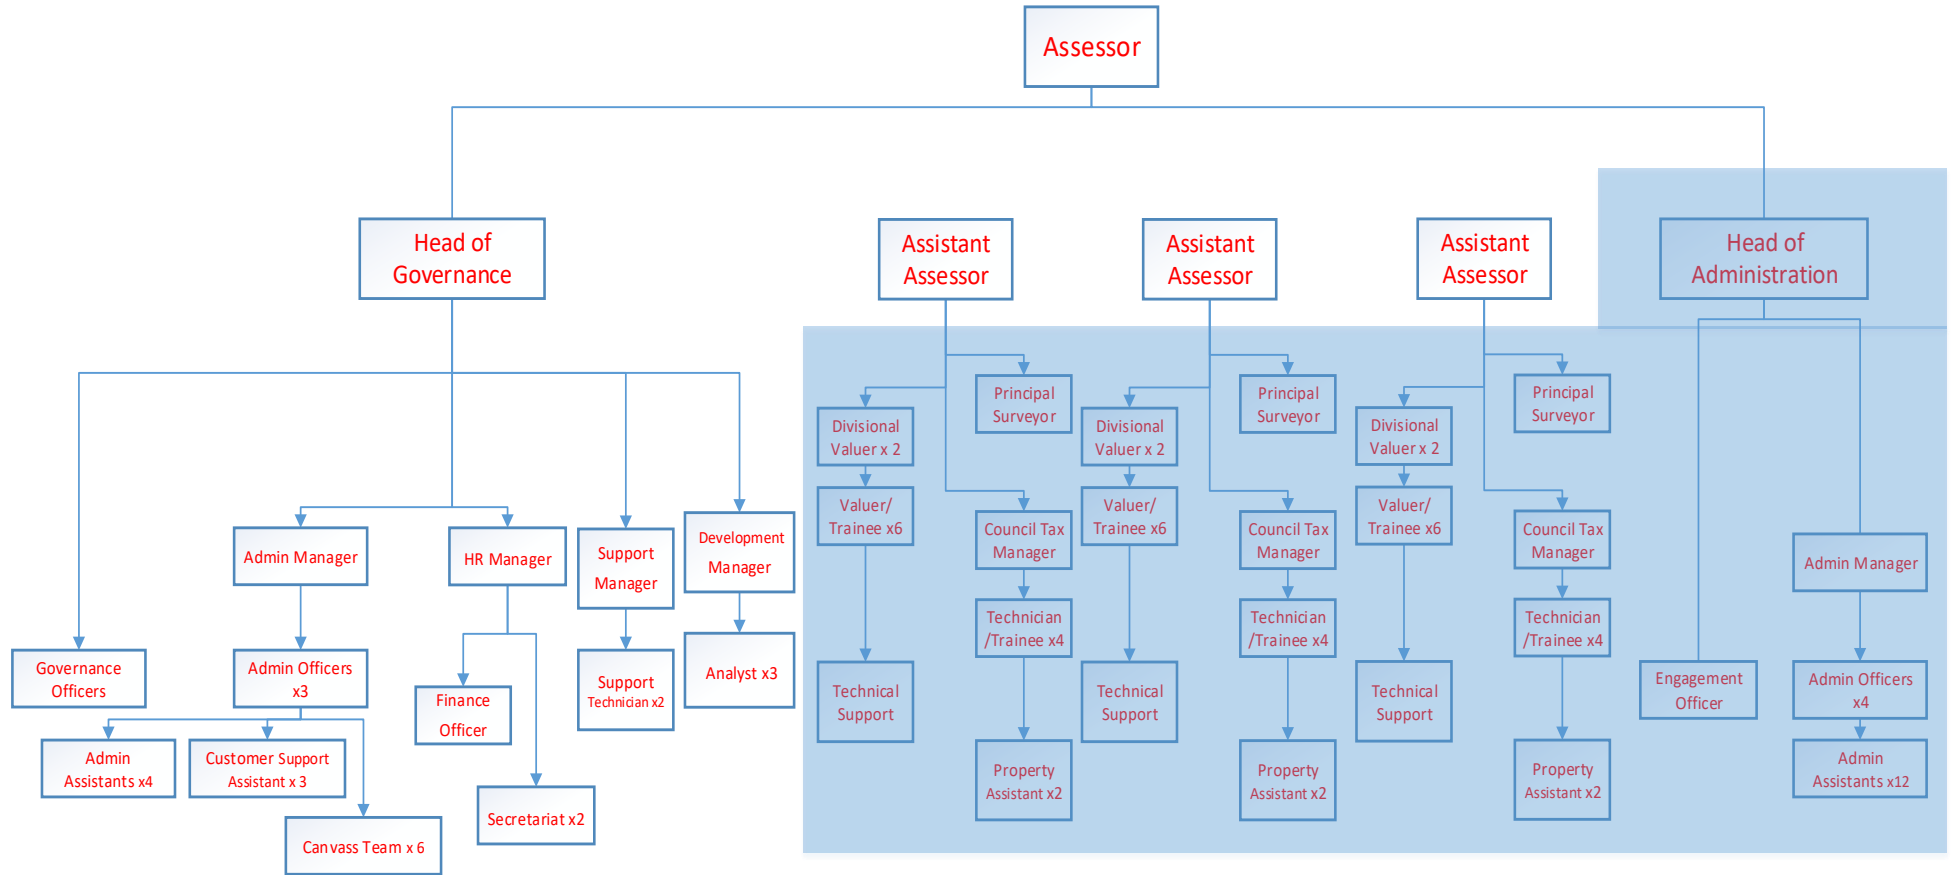 Assessor
Head of
Governance
Assistant
Assessor
Assistant
Assessor
Assistant
Assessor
Head of
Administration
Principal
Surveyor
Principal
Surveyor
Principal
Surveyor
Divisional
Valuer x 2
Divisional
Valuer x 2
Divisional
Valuer x 2
Valuer/
Trainee x6
Valuer/
Trainee x6
Valuer/
Trainee x6
Council Tax
Manager
Council Tax
Manager
Council Tax
Manager
Admin Manager
HR Manager
Support
Manager
Development
Manager
Admin Manager
Technician
/Trainee x4
Technician
/Trainee x4
Technician
/Trainee x4
Governance
Officers
Admin Officers
x3
Finance
Officer
Support
Technician x2
Analyst x3
Technical
Support
Technical
Support
Technical
Support
Engagement
Officer
Admin Officers
x4
Admin
Assistants x4
Customer Support
Assistant x 3
Canvass Team x 6
Secretariat x2
Property
Assistant x2
Property
Assistant x2
Property
Assistant x2
Admin
Assistants x12